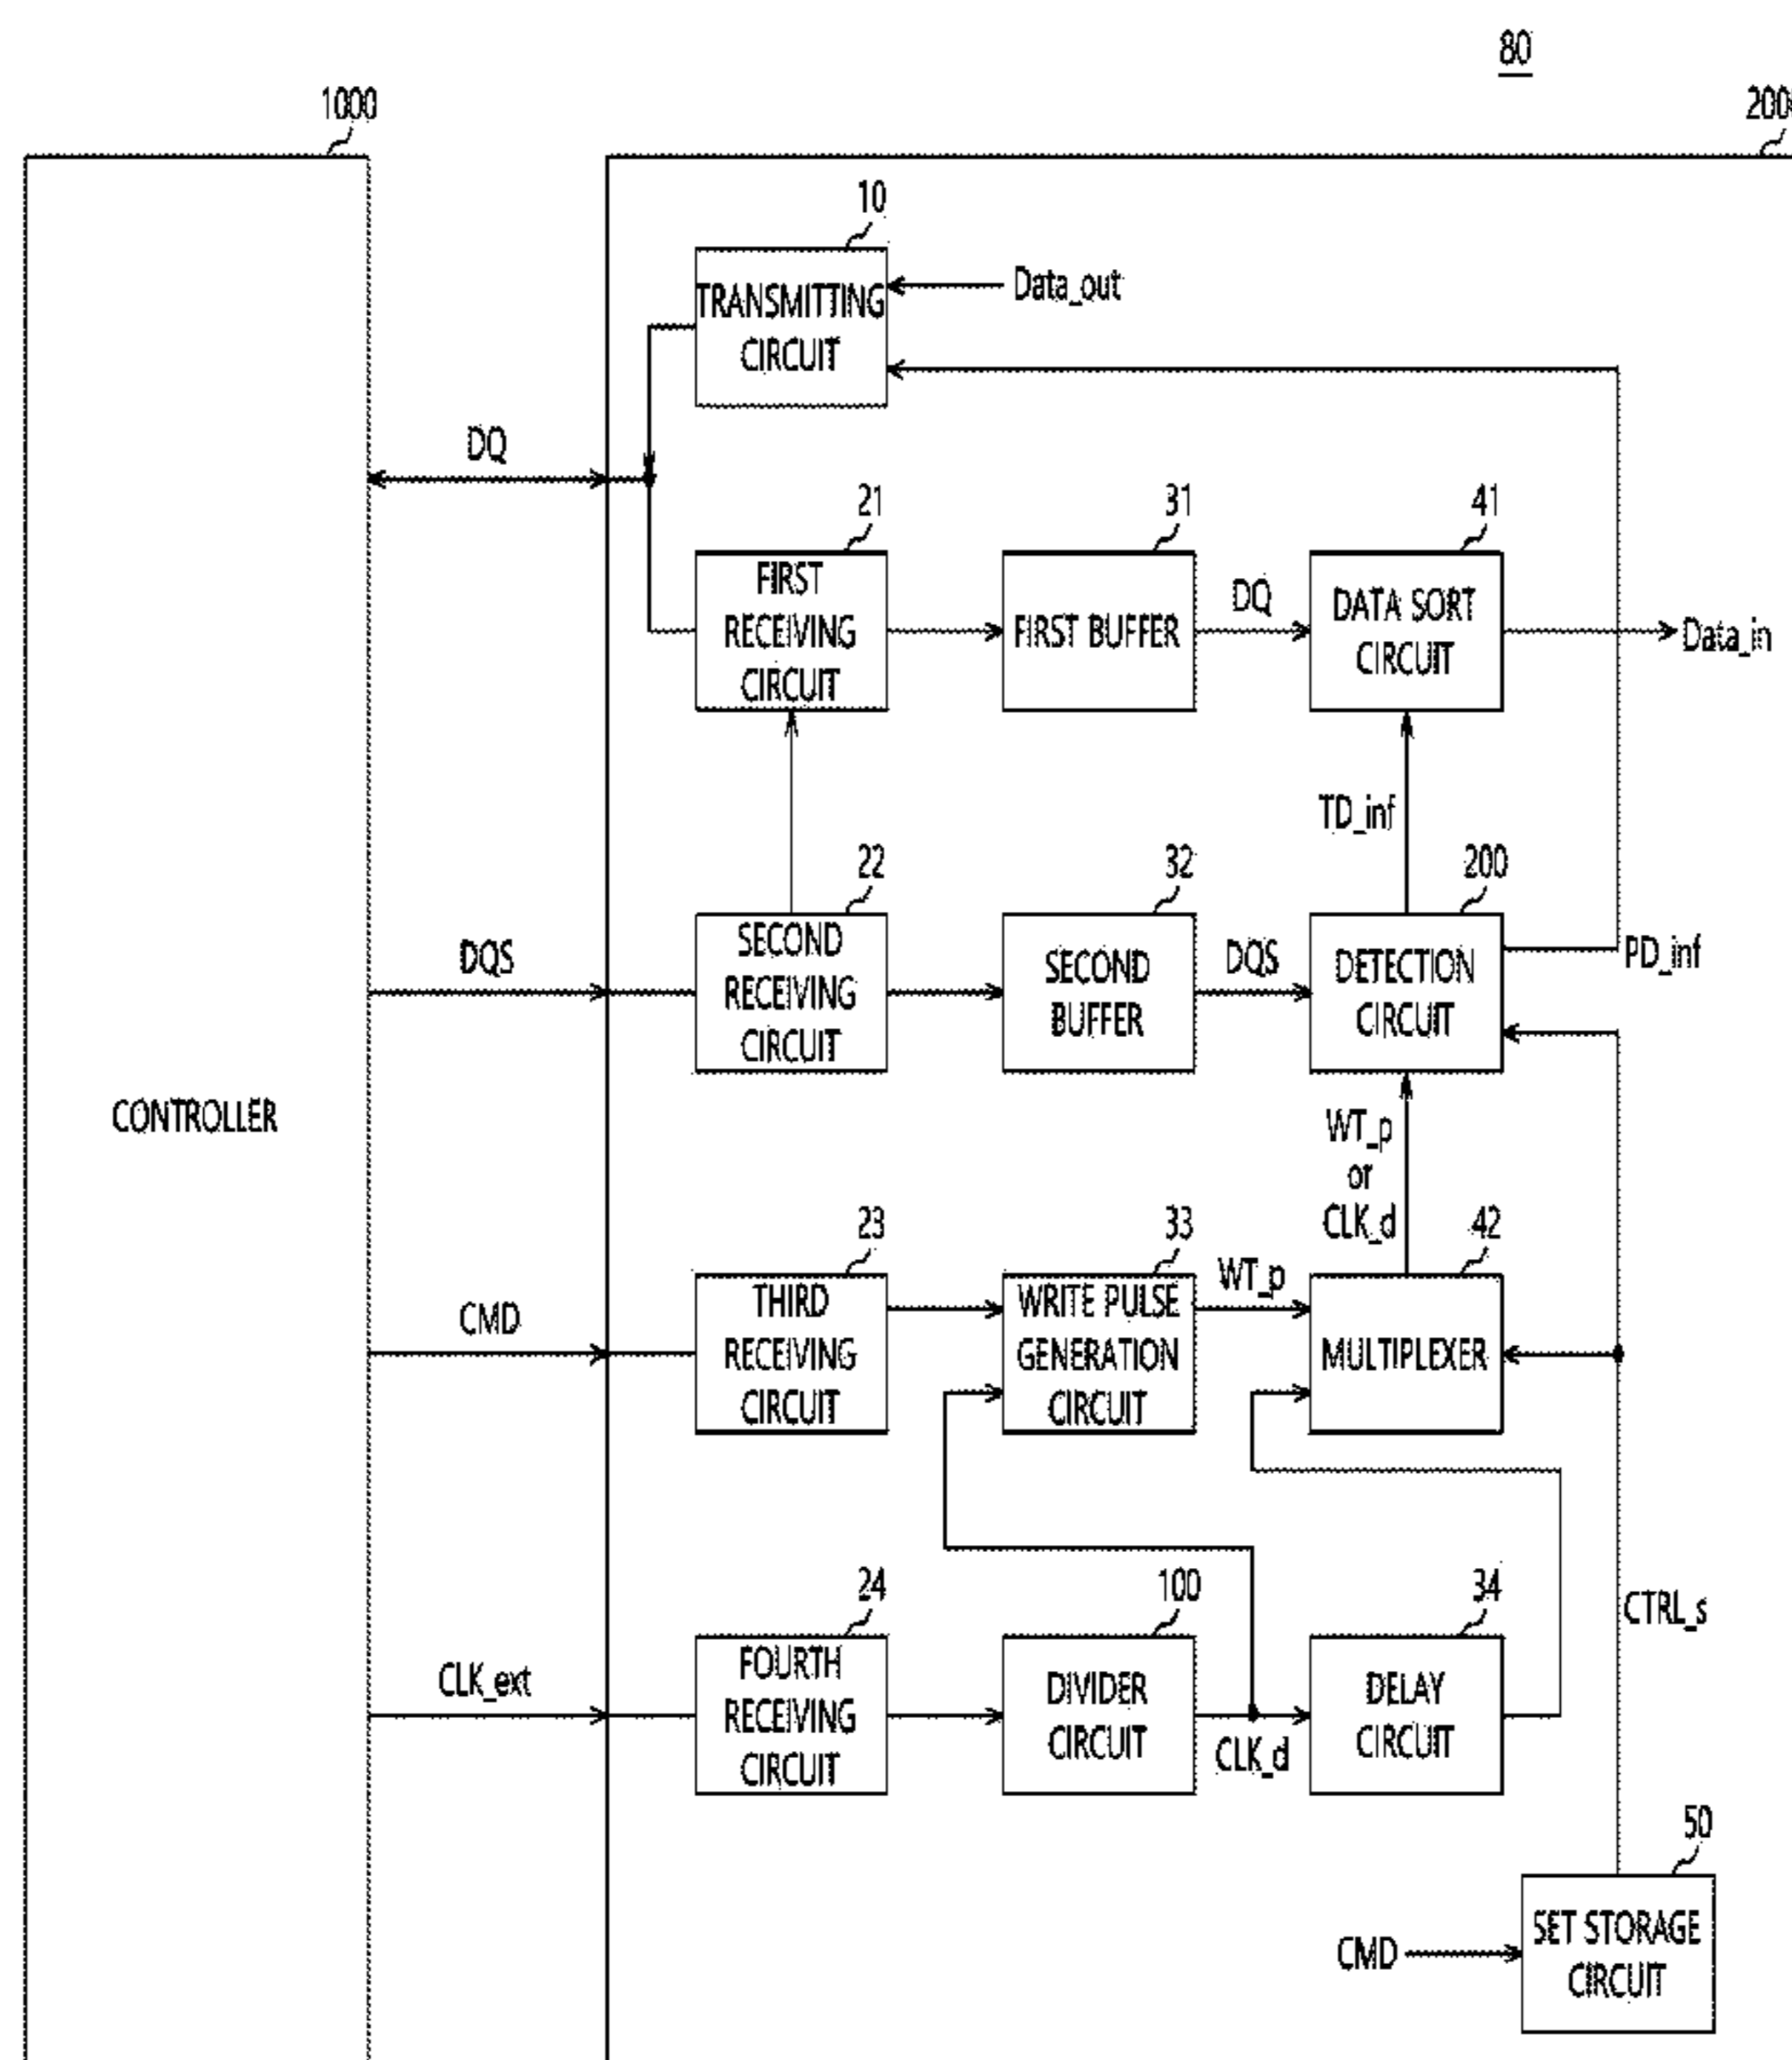 80
1000
200
10
TRANSMITTING
CIRCUIT
Data_out
DQ
21
FIRST
RECEIVING
CIRCUIT
31
FIRST BUFFER
DQ
41
DATA SORT
CIRCUIT
Data_in
TD_inf
22
SECOND
RECEIVING
CIRCUIT
32
SECOND
BUFFER
DQS
DQS
200
DETECTION
CIRCUIT
PD_inf
CONTROLLER
WT_p
or
CLK_d
23
THIRD
RECEIVING
CIRCUIT
CMD
33
WRITE PULSE
GENERATION
CIRCUIT
WT_p
42
MULTIPLEXER
24
FOURTH
RECEIVING
CIRCUIT
CLK_ext
100
DIVIDER
CIRCUIT
CLK_d
34
DELAY
CIRCUIT
CTRL_s
50
SET STORAGE
CIRCUIT
CMD